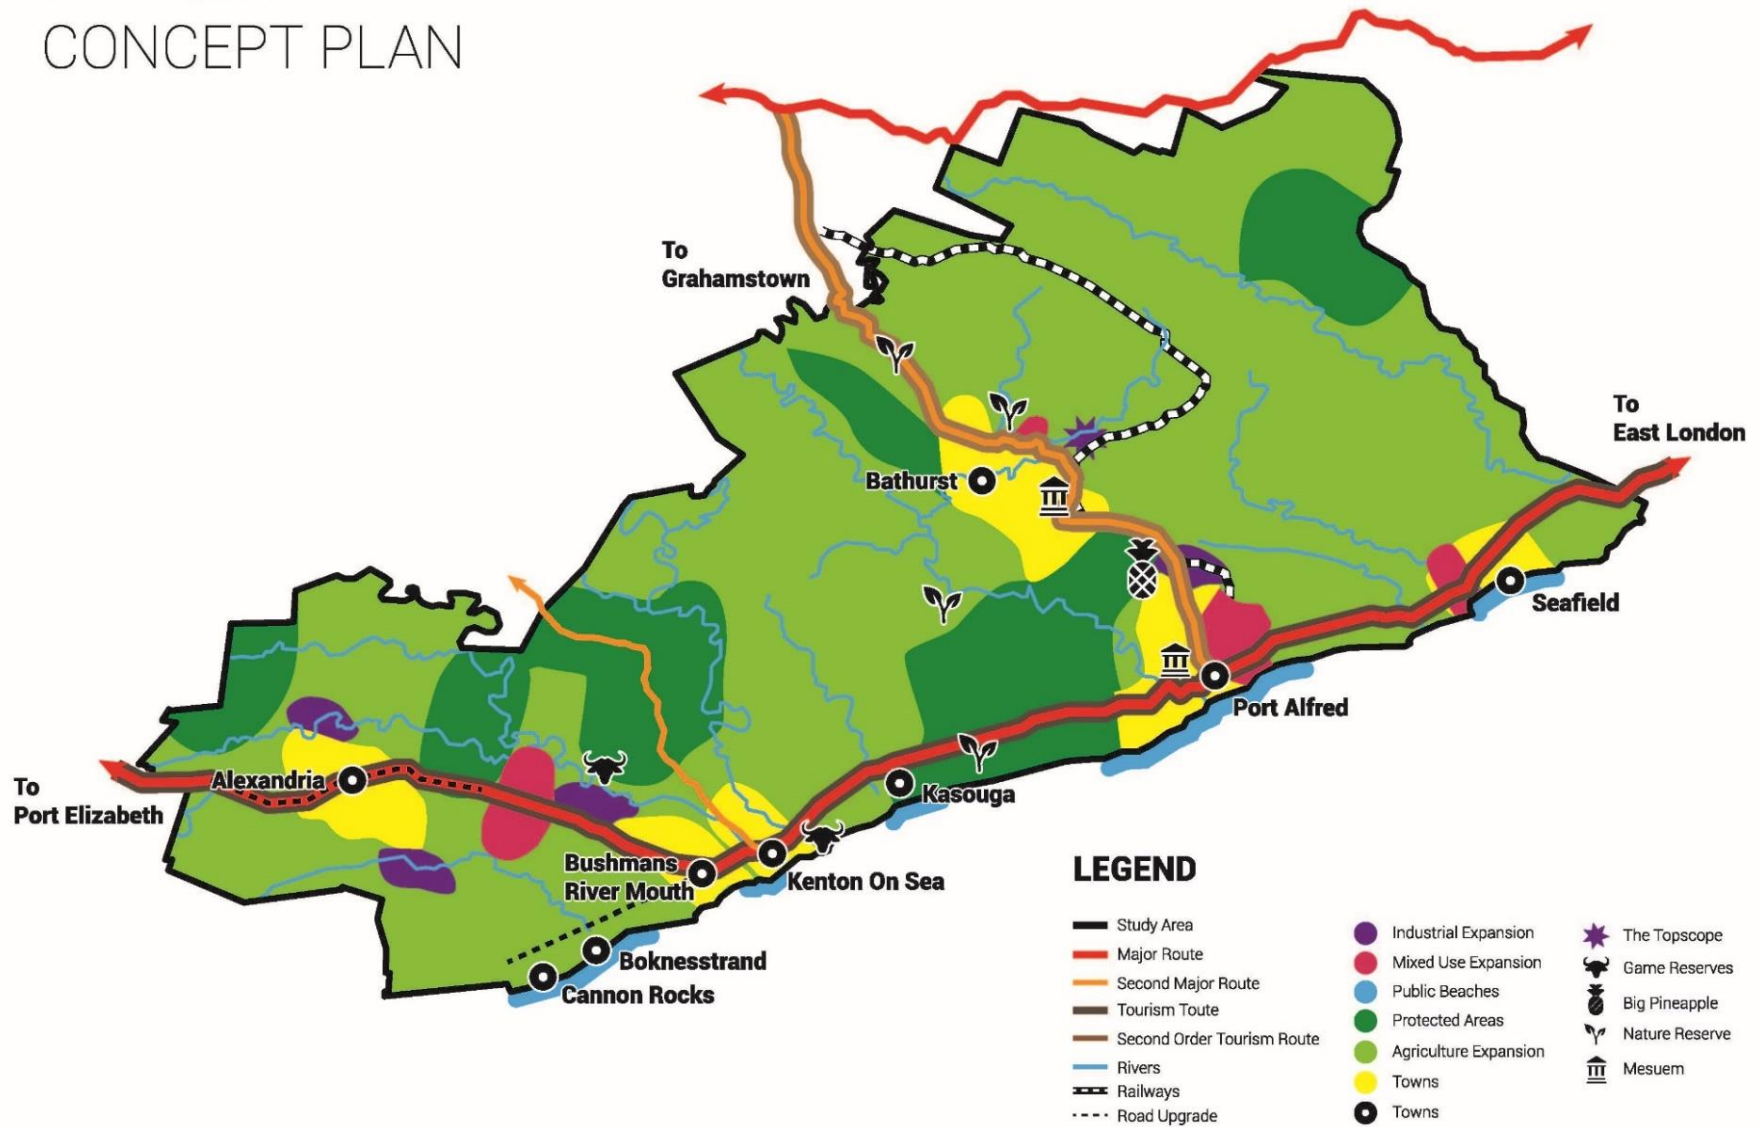 CONCEPT PLAN
To
Grahamstown
To
East London
Bathurst
Seafield
Port Alfred
Alexandria
To
Port Elizabeth
Kasouga
Bushmans
River Mouth
Kenton On Sea
Boknesstrand
Cannon Rocks
LEGEND
Study Area
Major Route
Second Major Route
Tourism Toute
Second Order Tourism Route
Rivers
Railways
Road Upgrade
Industrial Expansion
Mixed Use Expansion
Public Beaches
Protected Areas
Agriculture Expansion
Towns
Towns
The Topscope
Game Reserves
Big Pineapple
Nature Reserve
Mesuem